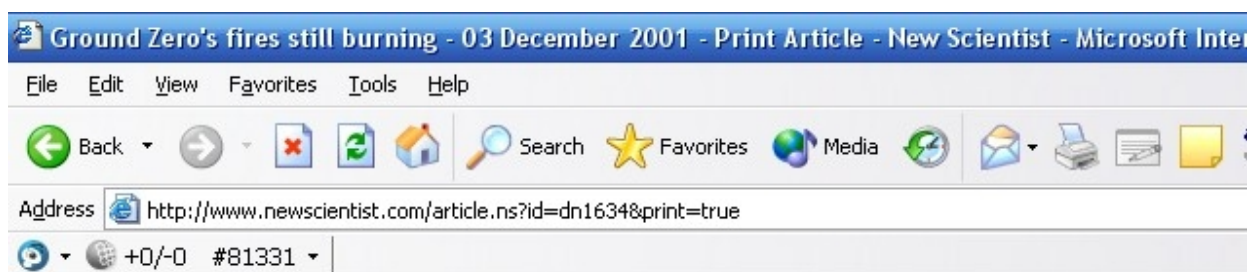 Ground Zero's fires still burning - 03 December 2001 - Print Article - New Scientist - Microsoft Inter
File Edit View Favorites Tools Help
Back Search Favorites Media
Address http://www.newscientist.com/article.ns?id=dn1634&print=true
+0/-0 #81331